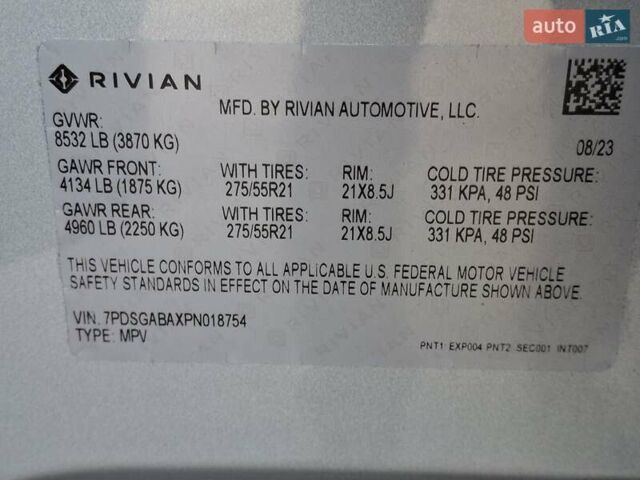 auto RIA .com
RIVIAN
MFD. BY RIVIAN AUTOMOTIVE, LLC.
08/23
GVWR:
8532 LB (3870 KG)
GAWR FRONT: WITH TIRES: RIM: COLD TIRE PRESSURE:
4134 LB (1875 KG) 275/55R21 21X8.5J 331 KPA, 48 PSI
GAWR REAR: WITH TIRES: RIM: COLD TIRE PRESSURE:
4960 LB (2250 KG) 275/55R21 21X8.5J 331 KPA, 48 PSI
THIS VEHICLE CONFORMS TO ALL APPLICABLE U.S. FEDERAL MOTOR VEHICLE
SAFETY STANDARDS IN EFFECT ON THE DATE OF MANUFACTURE SHOWN ABOVE.
VIN: 7PDSGABAXPN018754
TYPE: MPV
PNT1 EXP004 PNT2 SEC001 INT007